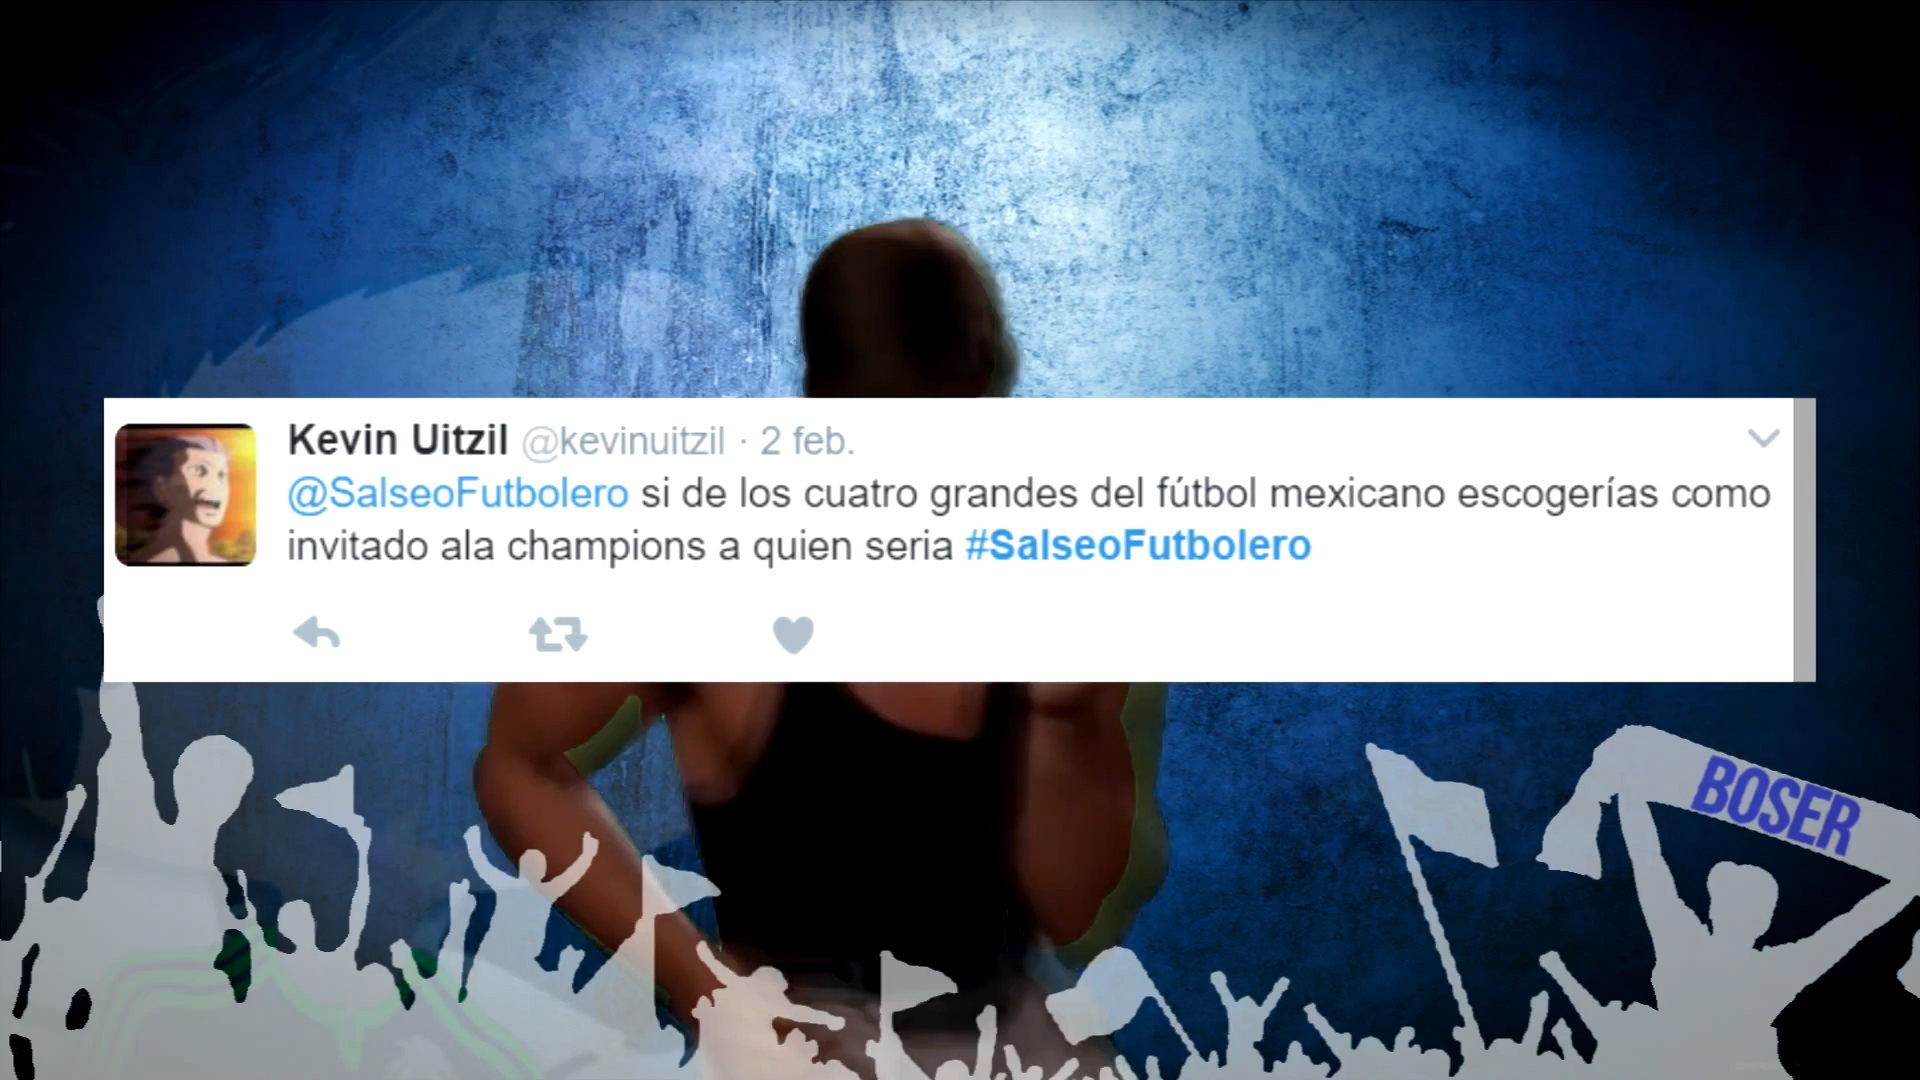 Kevin Uitzil @kevinuitzil · 2 feb.
@SalseoFutbolero si de los cuatro grandes del fútbol mexicano escogerías como
invitado ala champions a quien seria #SalseoFutbolero
BOSER